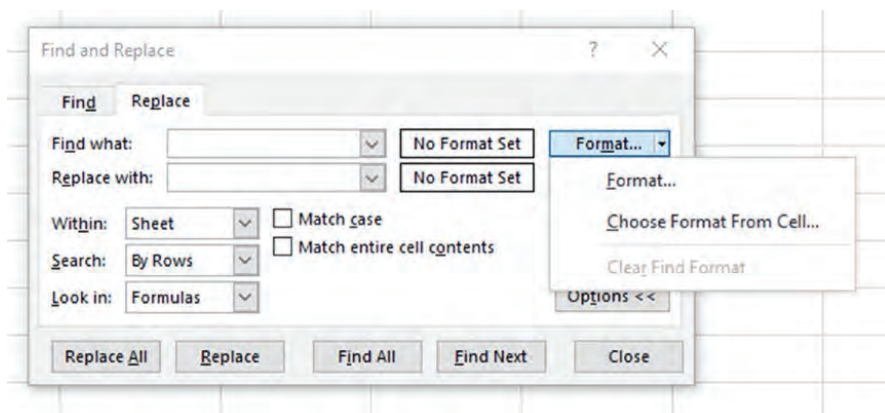 Find and Replace ? ×
Find Replace
Find what: No Format Set Format...
Replace with: No Format Set Format...
Choose Format From Cell...
Clear Find Format
Within: Sheet Match case
Search: By Rows Match entire cell contents
Look in: Formulas Options <<
Replace All Replace Find All Find Next Close